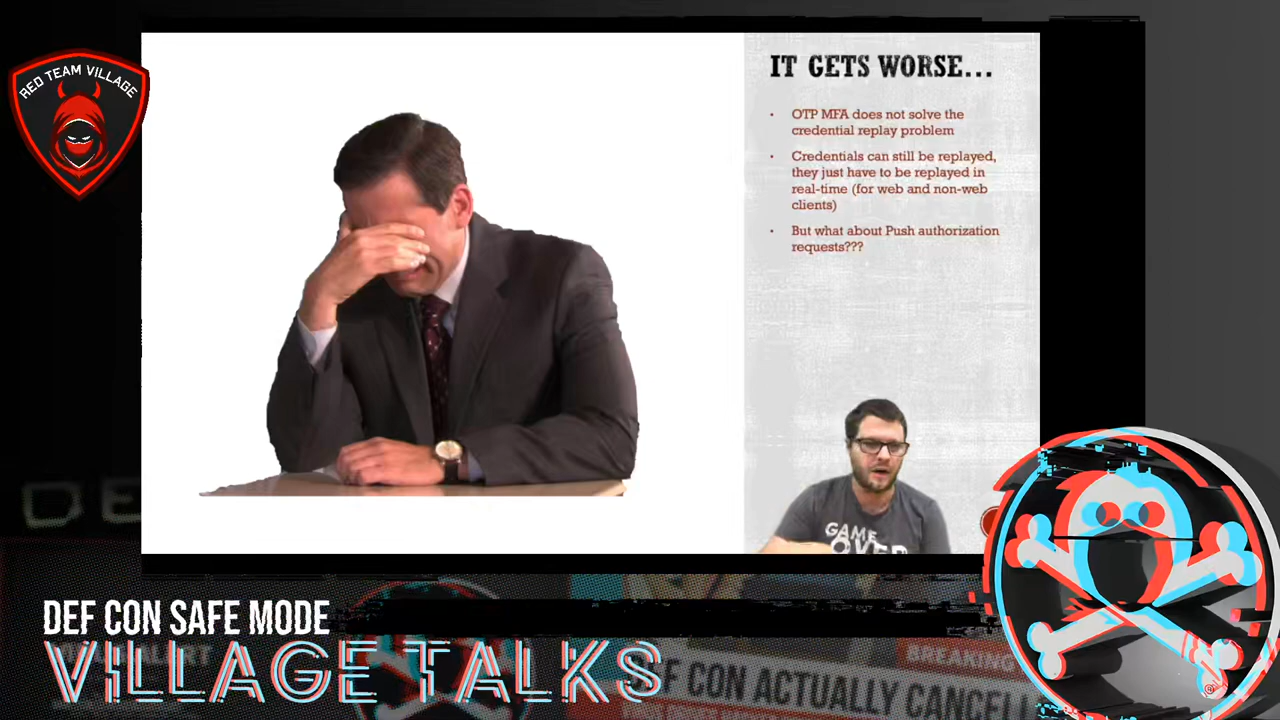 RED TEAM VILLAGE
IT GETS WORSE...
• OTP MFA does not solve the
credential replay problem
• Credentials can still be replayed,
they just have to be replayed in
real-time (for web and non-web
clients)
• But what about Push authorization
requests???
GAME
OVER
DE
DEF CON SAFE MODE
VILLAGE TALKS
BREAKING
F CON ACTUALLY CANCELL